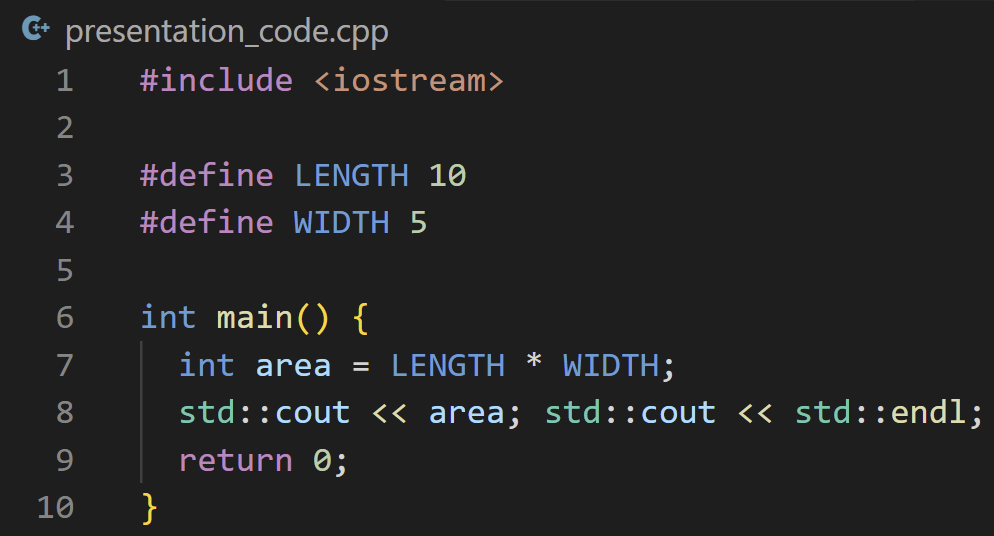 presentation_code.cpp
1 #include <iostream>
2
3 #define LENGTH 10
4 #define WIDTH 5
5
6 int main() {
7   int area = LENGTH * WIDTH;
8   std::cout << area; std::cout << std::endl;
9   return 0;
10 }